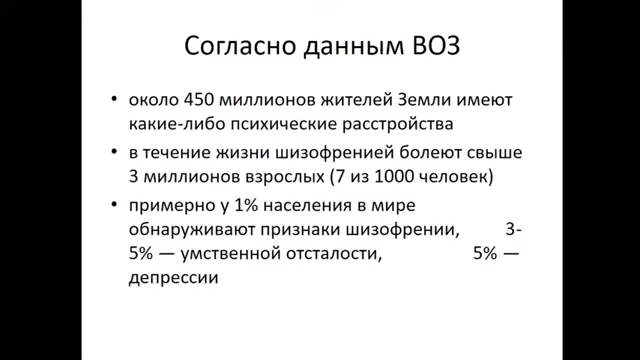 Согласно данным ВОЗ
• около 450 миллионов жителей Земли имеют
какие-либо психические расстройства
• в течение жизни шизофренией болеют свыше
3 миллионов взрослых (7 из 1000 человек)
• примерно у 1% населения в мире
обнаруживают признаки шизофрении, 3-
5% — умственной отсталости, 5% —
депрессии